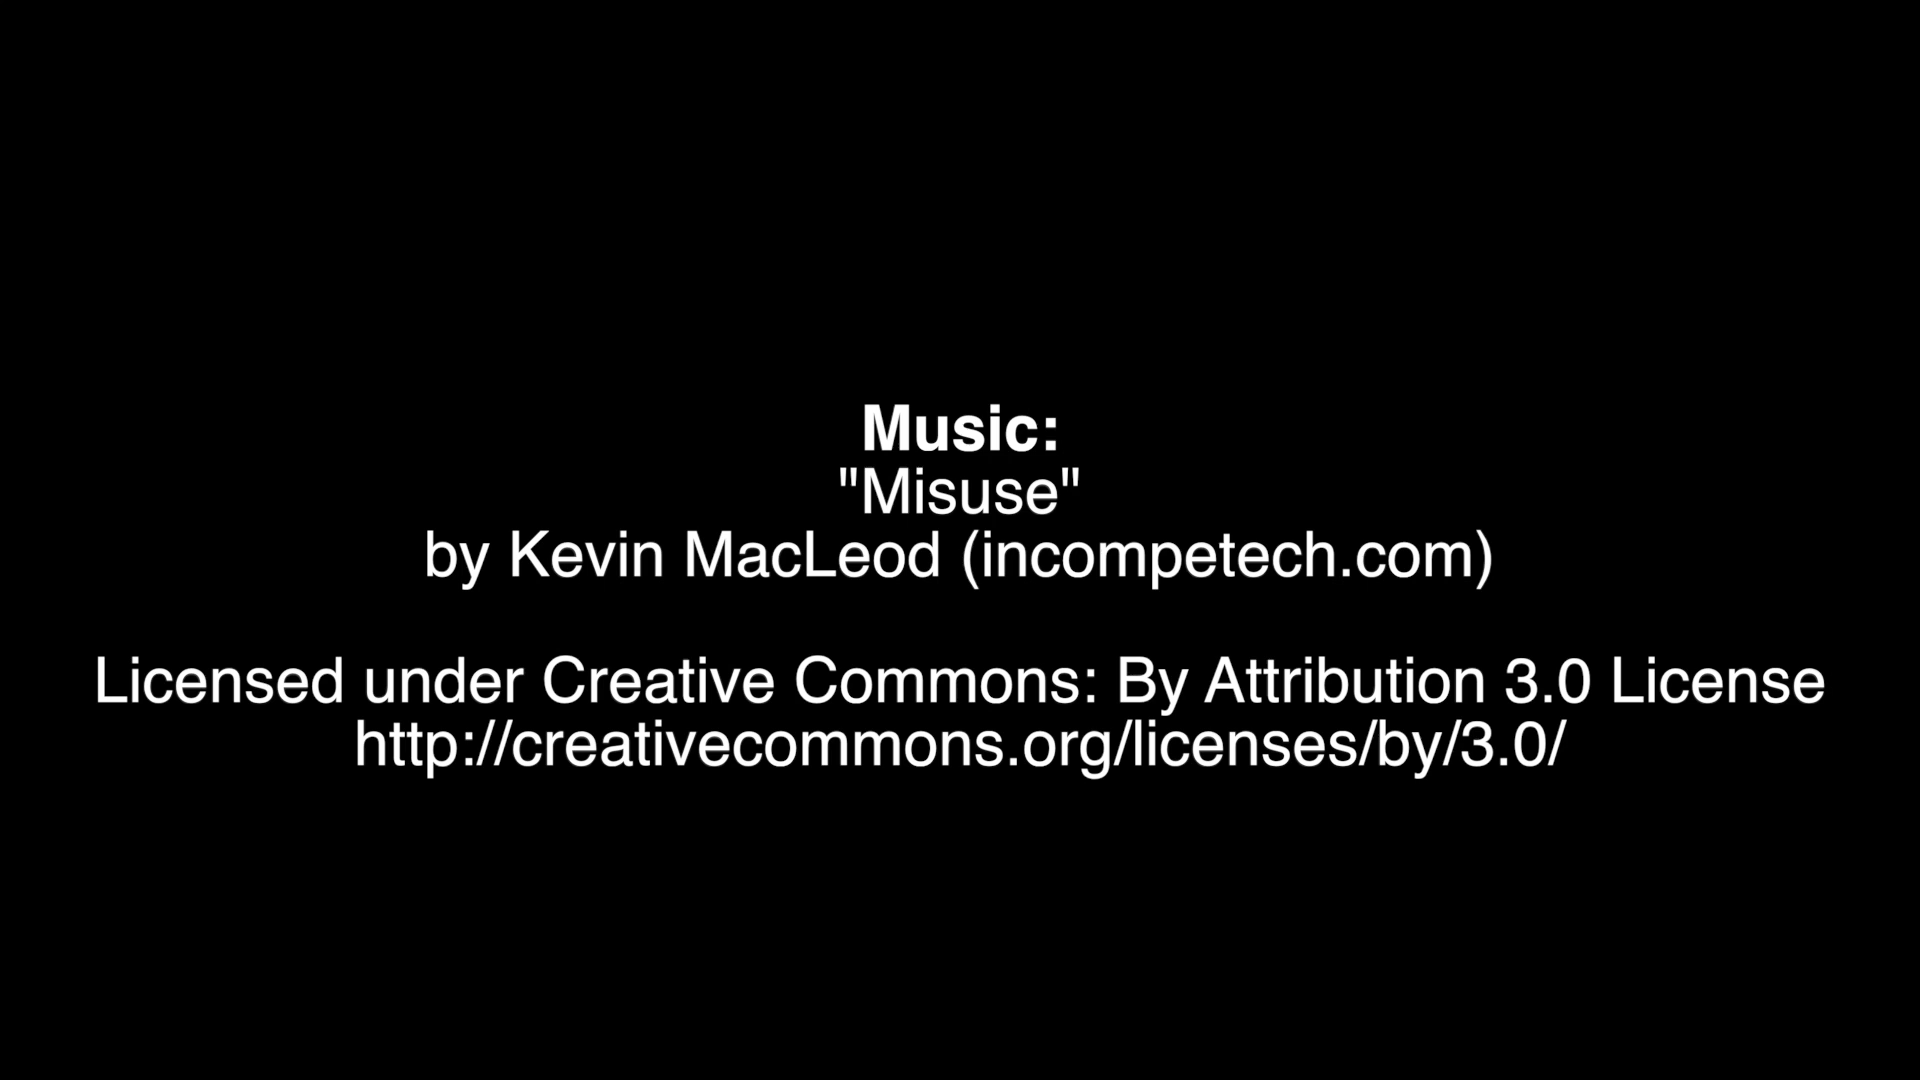 Music:
"Misuse"
by Kevin MacLeod (incompetech.com)
Licensed under Creative Commons: By Attribution 3.0 License
http://creativecommons.org/licenses/by/3.0/